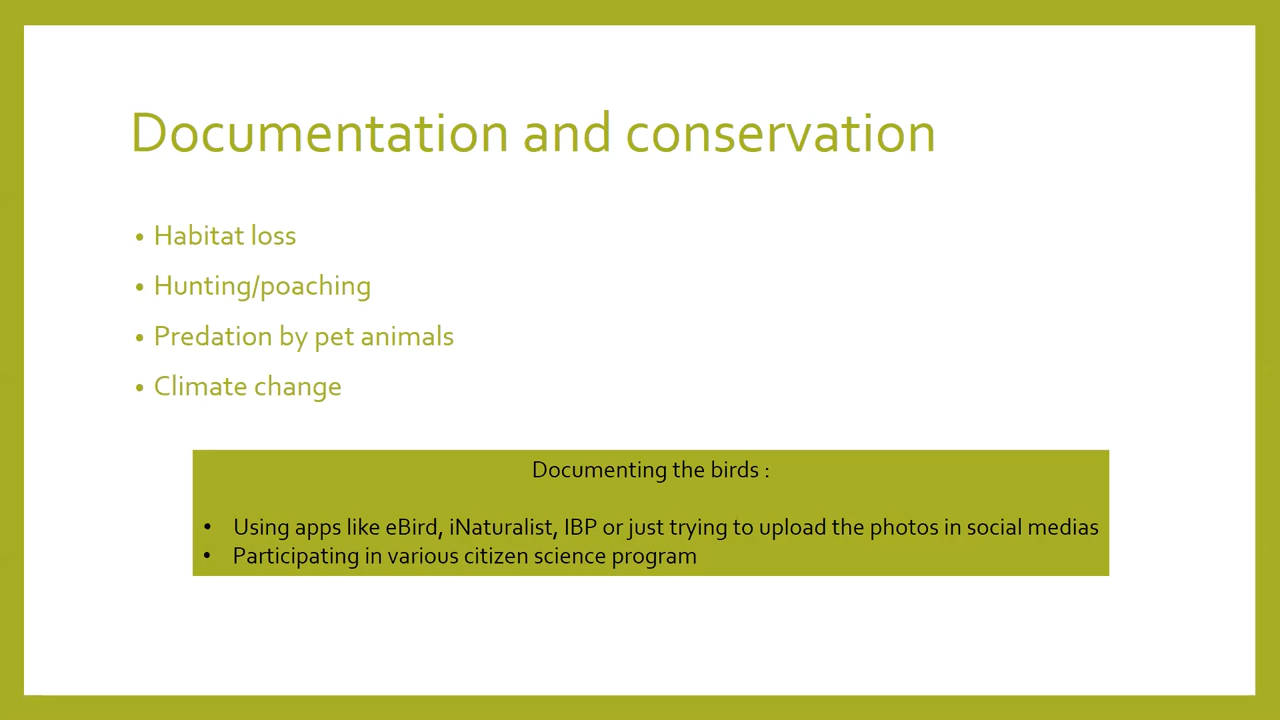 Documentation and conservation
• Habitat loss
• Hunting/poaching
• Predation by pet animals
• Climate change
Documenting the birds :
• Using apps like eBird, iNaturalist, IBP or just trying to upload the photos in social medias
• Participating in various citizen science program